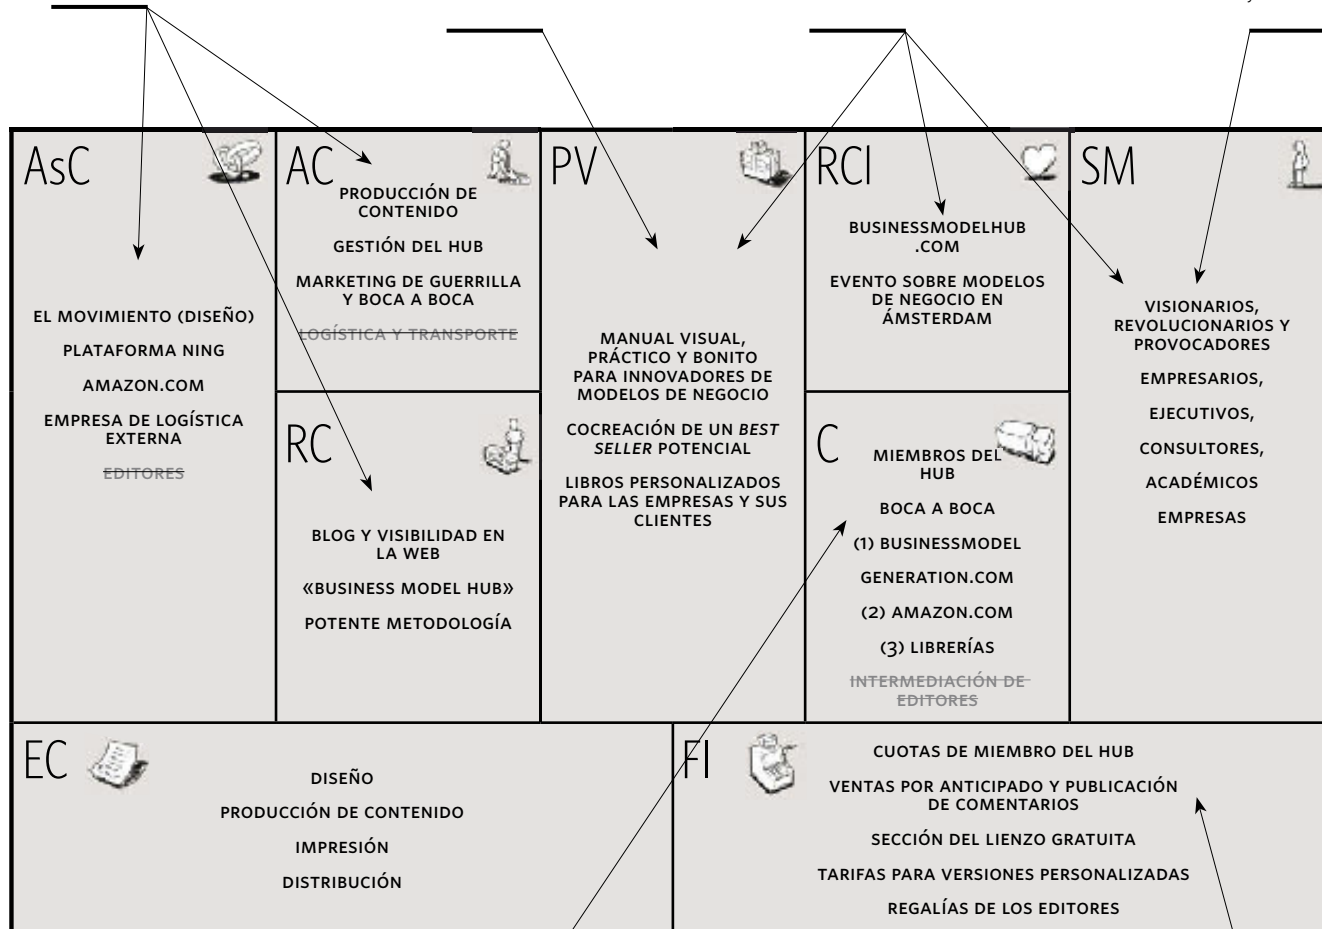 AsC
EL MOVIMIENTO (DISEÑO)
PLATAFORMA NING
AMAZON.COM
EMPRESA DE LOGÍSTICA
EXTERNA
EDITORES
AC
PRODUCCIÓN DE
CONTENIDO
GESTIÓN DEL HUB
MARKETING DE GUERRILLA
Y BOCA A BOCA
LOGÍSTICA Y TRANSPORTE
RC
BLOG Y VISIBILIDAD EN
LA WEB
«BUSINESS MODEL HUB»
POTENTE METODOLOGÍA
PV
MANUAL VISUAL,
PRÁCTICO Y BONITO
PARA INNOVADORES DE
MODELOS DE NEGOCIO
COCREACIÓN DE UN BEST
SELLER POTENCIAL
LIBROS PERSONALIZADOS
PARA LAS EMPRESAS Y SUS
CLIENTES
RCl
BUSINESSMODELHUB
.COM
EVENTO SOBRE MODELOS
DE NEGOCIO EN
ÁMSTERDAM
C
MIEMBROS DEL
HUB
BOCA A BOCA
(1) BUSINESSMODEL
GENERATION.COM
(2) AMAZON.COM
(3) LIBRERÍAS
INTERMEDIACIÓN DE
EDITORES
SM
VISIONARIOS,
REVOLUCIONARIOS Y
PROVOCADORES
EMPRESARIOS,
EJECUTIVOS,
CONSULTORES,
ACADÉMICOS
EMPRESAS
EC
DISEÑO
PRODUCCIÓN DE CONTENIDO
IMPRESIÓN
DISTRIBUCIÓN
FI
CUOTAS DE MIEMBRO DEL HUB
VENTAS POR ANTICIPADO Y PUBLICACIÓN
DE COMENTARIOS
SECCIÓN DEL LIENZO GRATUITA
TARIFAS PARA VERSIONES PERSONALIZADAS
REGALÍAS DE LOS EDITORES